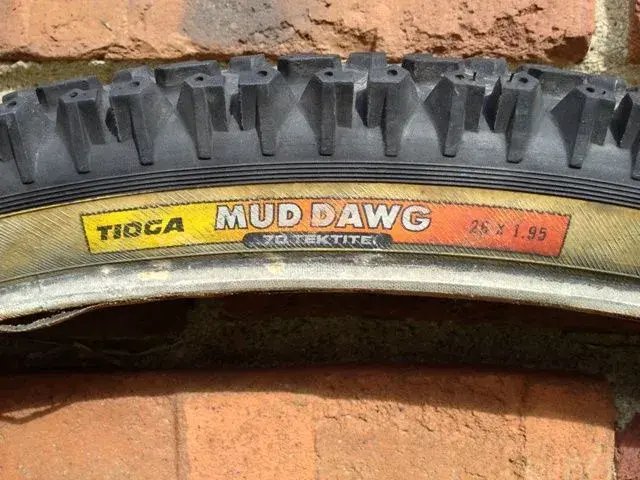 TIOGA MUD DAWG 26 X 1.95
70 TEKTITE